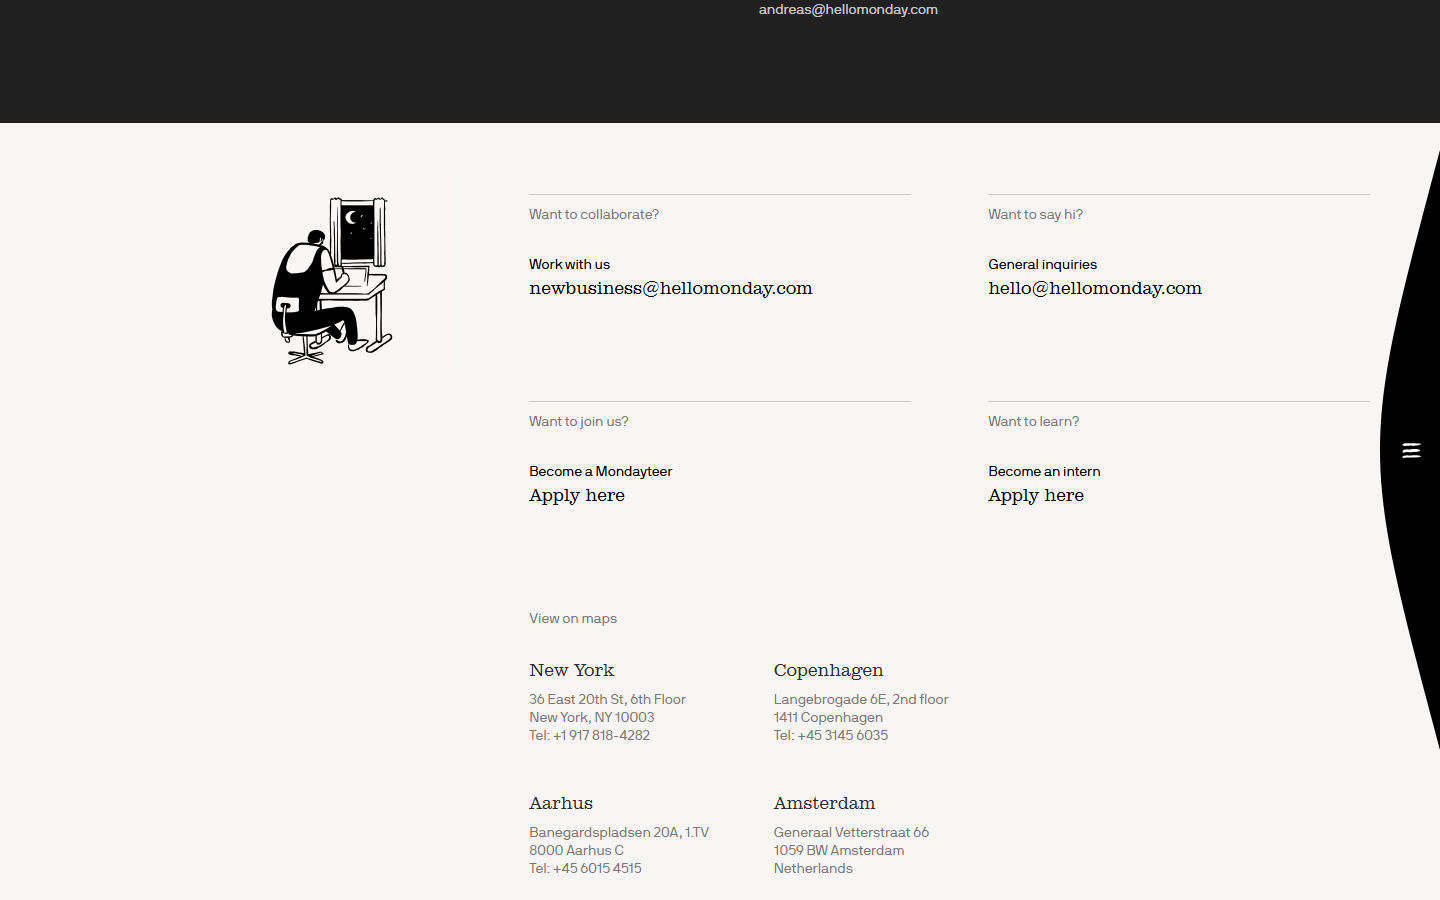 andreas@hellomonday.com
Want to collaborate?
Work with us
newbusiness@hellomonday.com
Want to say hi?
General inquiries
hello@hellomonday.com
Want to join us?
Become a Mondayteer
Apply here
Want to learn?
Become an intern
Apply here
View on maps
New York
36 East 20th St, 6th Floor
New York, NY 10003
Tel: +1 917 818-4282
Copenhagen
Langebrogade 6E, 2nd floor
1411 Copenhagen
Tel: +45 3145 6035
Aarhus
Banegardspladsen 20A, 1.TV
8000 Aarhus C
Tel: +45 6015 4515
Amsterdam
Generaal Vetterstraat 66
1059 BW Amsterdam
Netherlands